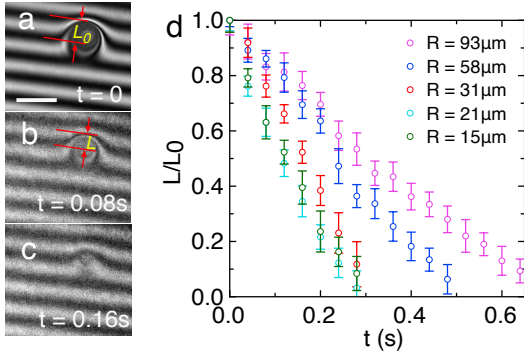 a
L0
t = 0
b
L
t = 0.08s
c
t = 0.16s
d
L/L0
1.0
0.8
0.6
0.4
0.2
0.0
0.0
0.2
0.4
0.6
t (s)
R = 93μm
R = 58μm
R = 31μm
R = 21μm
R = 15μm